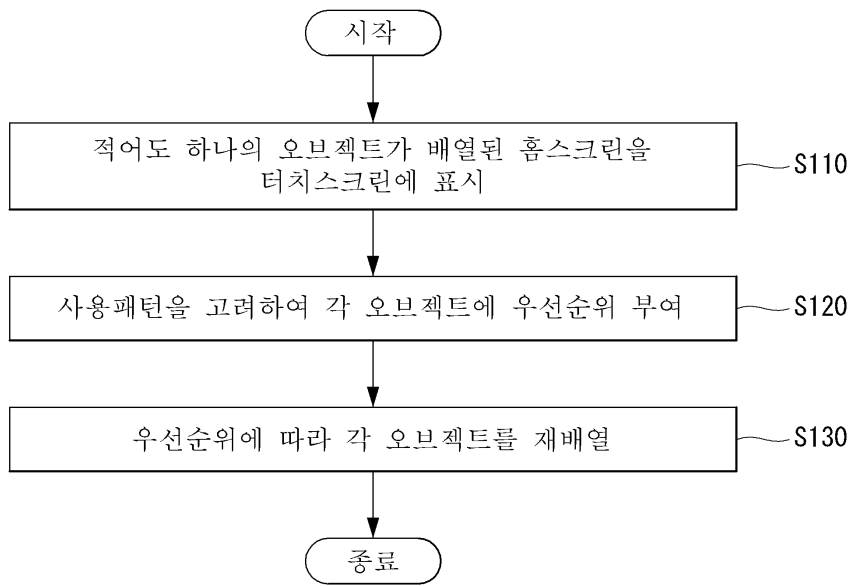 시작
적어도 하나의 오브젝트가 배열된 홈스크린을
터치스크린에 표시
S110
사용패턴을 고려하여 각 오브젝트에 우선순위 부여
S120
우선순위에 따라 각 오브젝트를 재배열
S130
종료